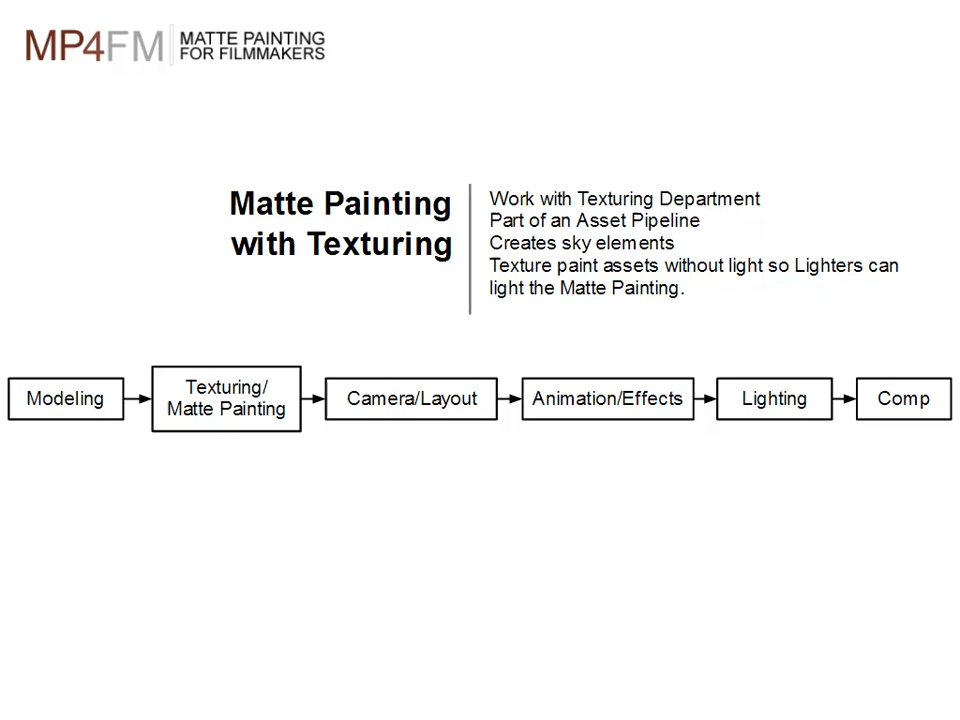 MP4FM
MATTE PAINTING
FOR FILMMAKERS
Matte Painting
with Texturing
Work with Texturing Department
Part of an Asset Pipeline
Creates sky elements
Texture paint assets without light so Lighters can
light the Matte Painting.
Modeling
Texturing/
Matte Painting
Camera/Layout
Animation/Effects
Lighting
Comp